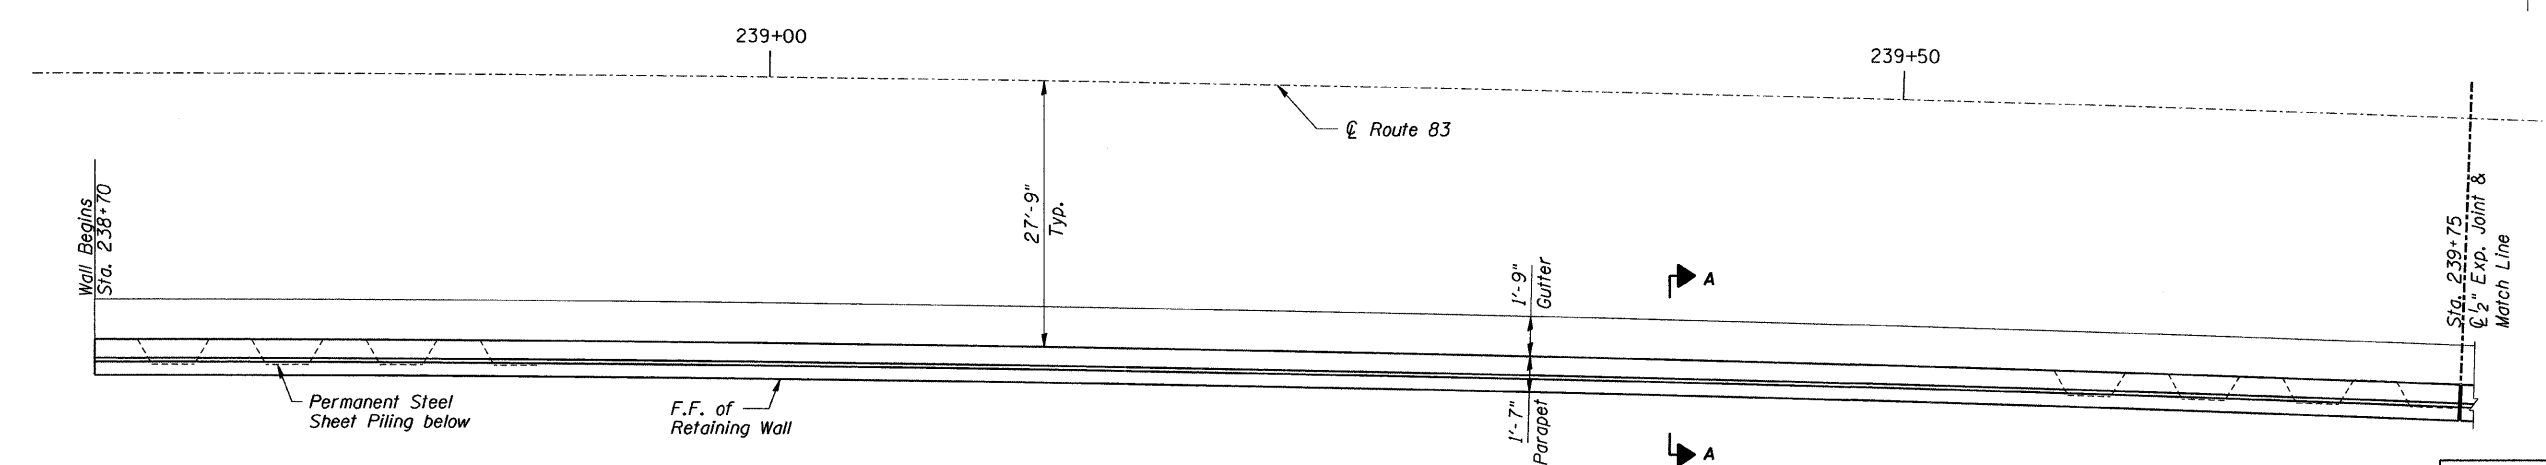 239+00
239+50
℄ Route 83
Wall Begins
Sta. 238+70
27'-9"
Typ.
1'-9"
Gutter
A
Sta. 239+75
℄ ½" Exp. Joint &
Match Line
Permanent Steel
Sheet Piling below
F.F. of
Retaining Wall
1'-7"
Parapet
A